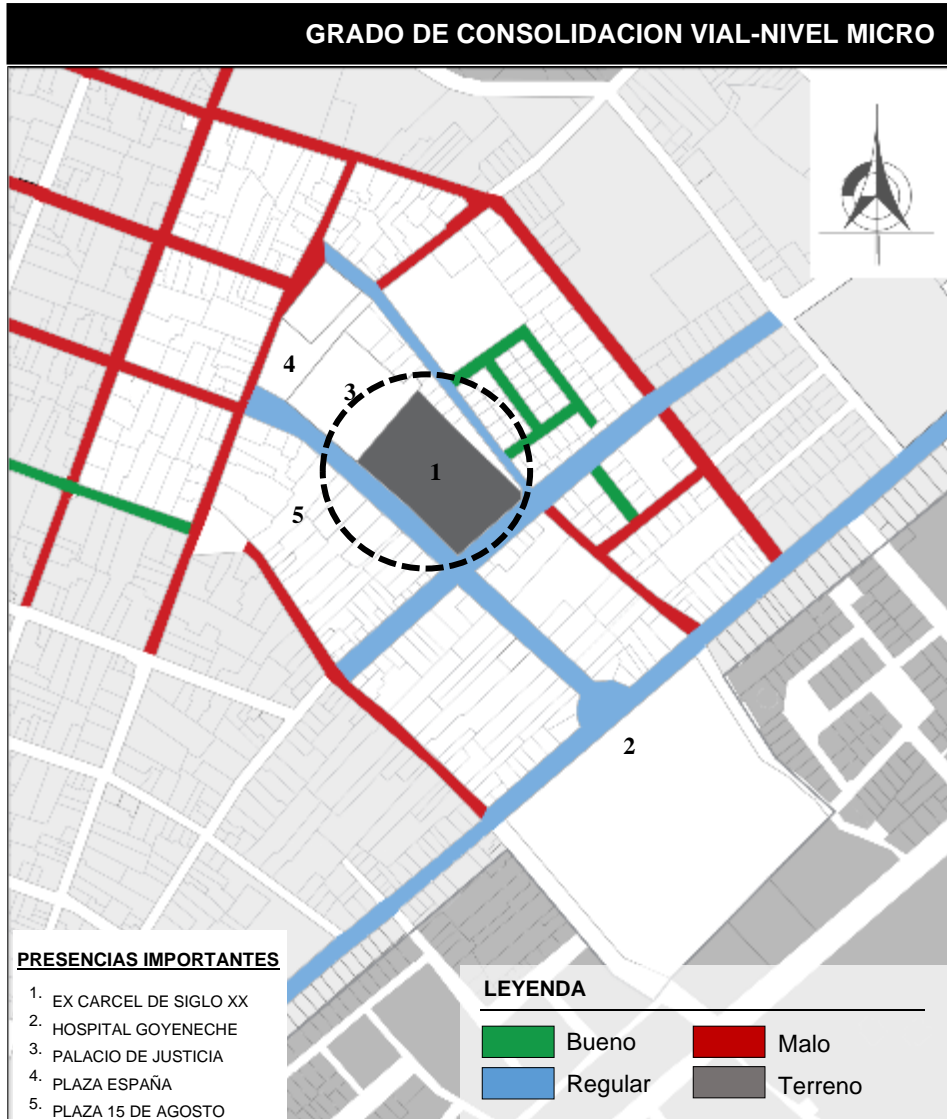 GRADO DE CONSOLIDACION VIAL-NIVEL MICRO
4
3
1
5
2
PRESENCIAS IMPORTANTES
1. EX CARCEL DE SIGLO XX
2. HOSPITAL GOYENECHE
3. PALACIO DE JUSTICIA
4. PLAZA ESPAÑA
5. PLAZA 15 DE AGOSTO
LEYENDA
Bueno
Malo
Regular
Terreno